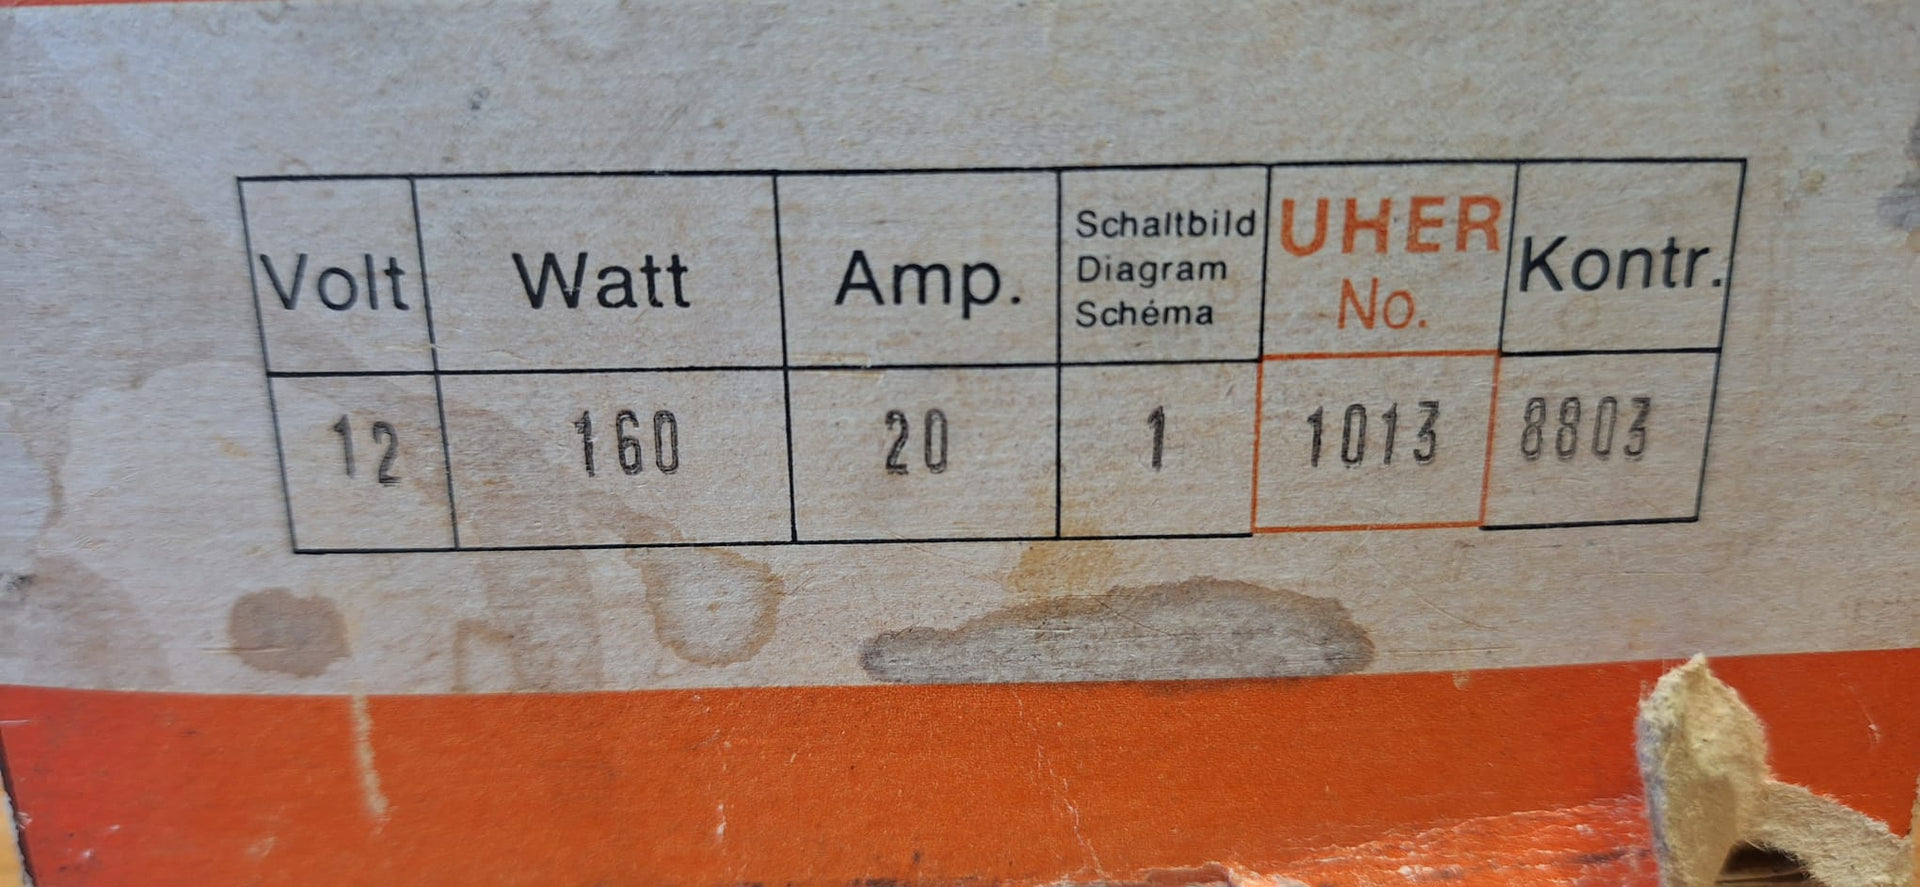 Volt Watt Amp. Schaltbild Diagram Schéma UHER No. Kontr.
12 160 20 1 1013 8803